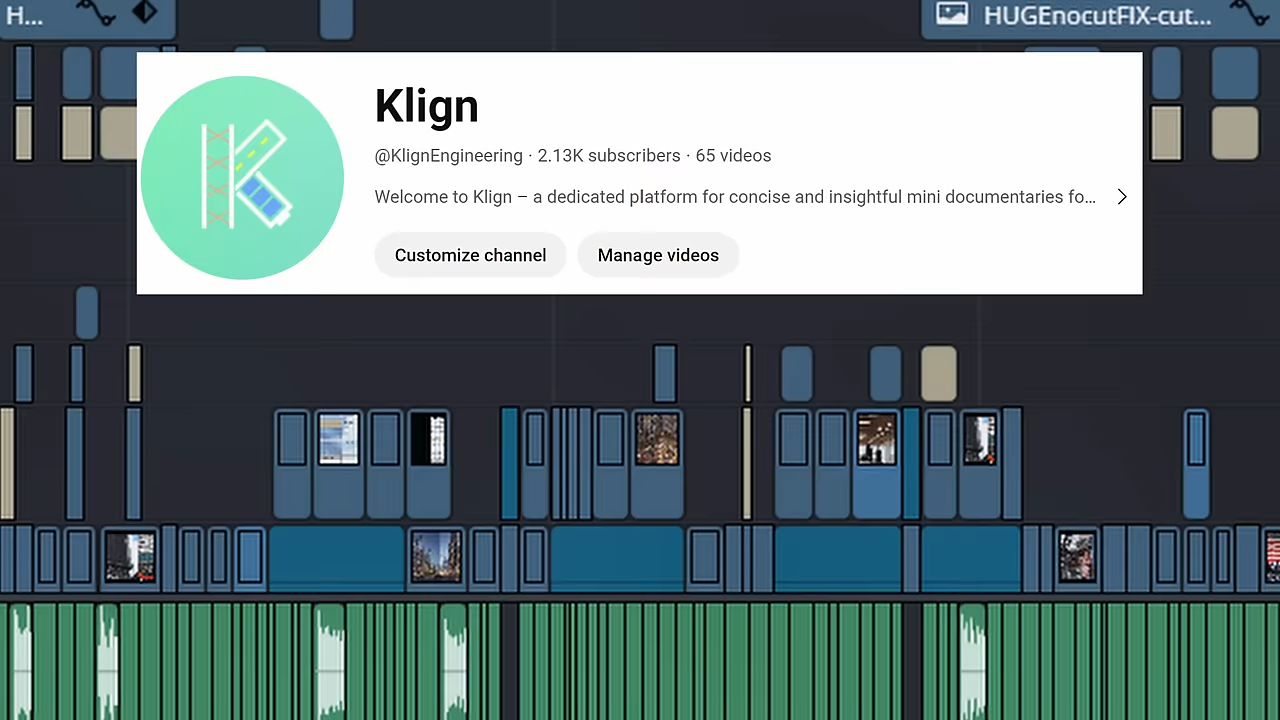 H...
HUGEnocutFIX-cut...
Klign
@KlignEngineering · 2.13K subscribers · 65 videos
Welcome to Klign – a dedicated platform for concise and insightful mini documentaries fo...
Customize channel
Manage videos